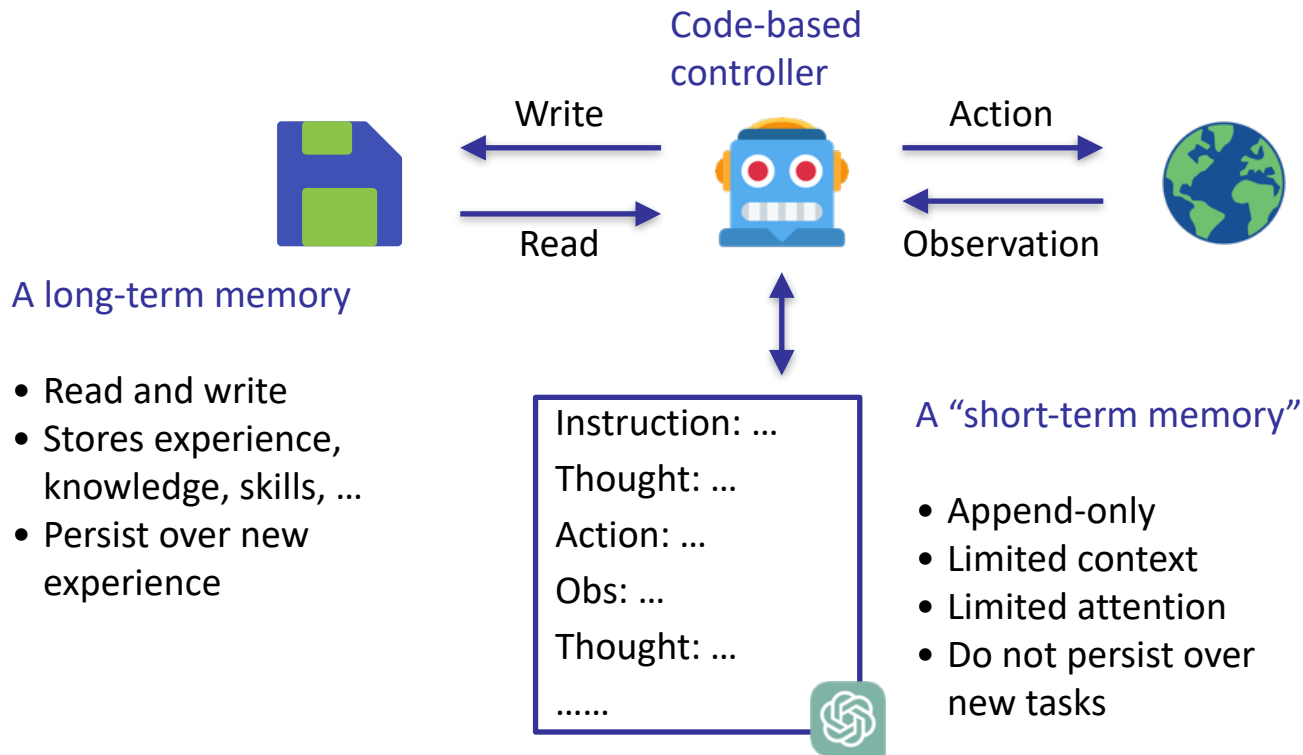 Code-based
controller
Write
Action
Read
Observation
A long-term memory
• Read and write
• Stores experience,
knowledge, skills, …
• Persist over new
experience
Instruction: …
Thought: …
Action: …
Obs: …
Thought: …
……
A “short-term memory”
• Append-only
• Limited context
• Limited attention
• Do not persist over
new tasks